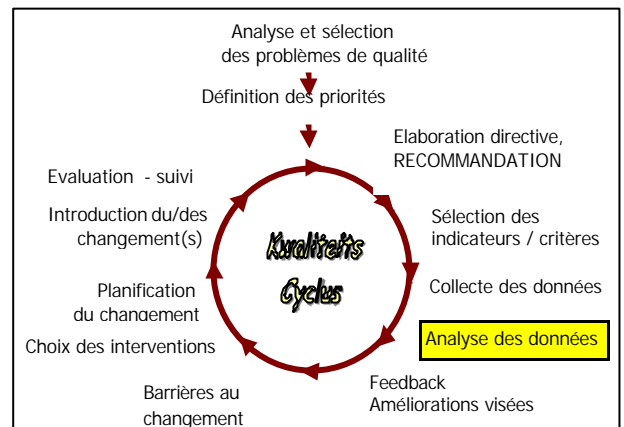 Analyse et sélection
des problèmes de qualité
Définition des priorités
Elaboration directive,
RECOMMANDATION
Sélection des
indicateurs / critères
Collecte des données
Analyse des données
Feedback
Améliorations visées
Barrières au
changement
Choix des interventions
Planification
du changement
Introduction du/des
changement(s)
Evaluation - suivi
Kwaliteits
Cyclus